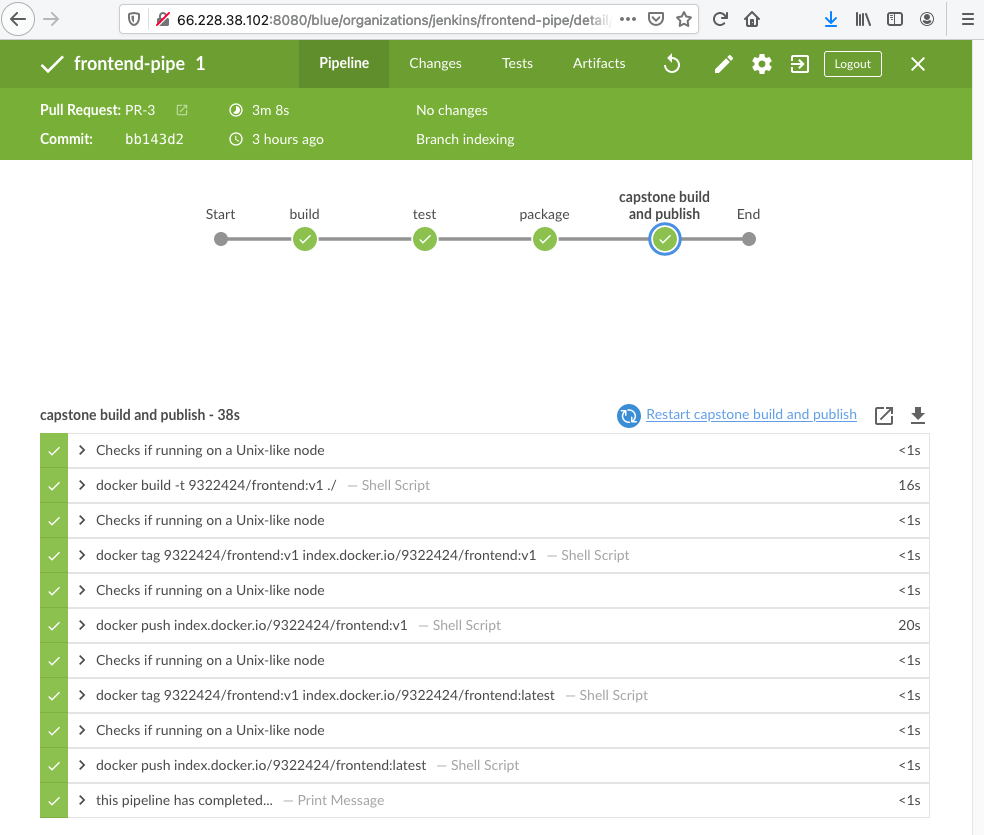 66.228.38.102:8080/blue/organizations/jenkins/frontend-pipe/detail/
frontend-pipe 1
Pipeline
Changes
Tests
Artifacts
Logout
Pull Request: PR-3
3m 8s
No changes
Commit: bb143d2
3 hours ago
Branch indexing
Start
build
test
package
capstone build
and publish
End
capstone build and publish - 38s
Restart capstone build and publish
Checks if running on a Unix-like node <1s
docker build -t 9322424/frontend:v1 ./ — Shell Script 16s
Checks if running on a Unix-like node <1s
docker tag 9322424/frontend:v1 index.docker.io/9322424/frontend:v1 — Shell Script <1s
Checks if running on a Unix-like node <1s
docker push index.docker.io/9322424/frontend:v1 — Shell Script 20s
Checks if running on a Unix-like node <1s
docker tag 9322424/frontend:v1 index.docker.io/9322424/frontend:latest — Shell Script <1s
Checks if running on a Unix-like node <1s
docker push index.docker.io/9322424/frontend:latest — Shell Script <1s
this pipeline has completed... — Print Message <1s